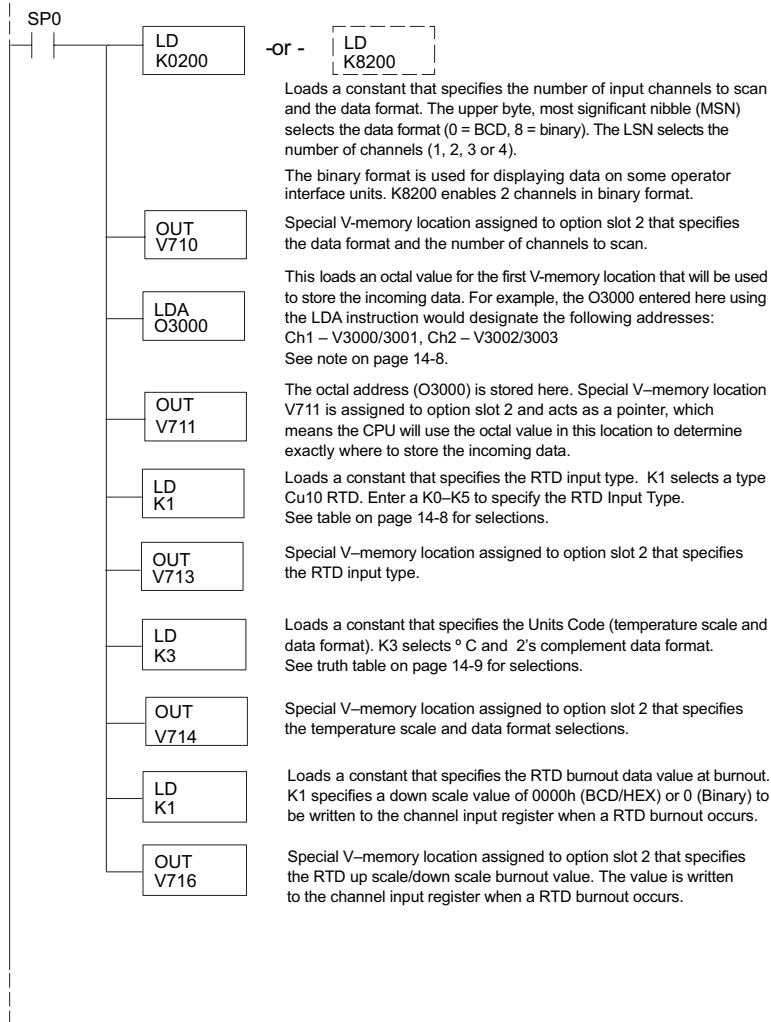 SP0
LD
K0200
-or -
LD
K8200
Loads a constant that specifies the number of input channels to scan
and the data format. The upper byte, most significant nibble (MSN)
selects the data format (0 = BCD, 8 = binary). The LSN selects the
number of channels (1, 2, 3 or 4).
The binary format is used for displaying data on some operator
interface units. K8200 enables 2 channels in binary format.
OUT
V710
Special V-memory location assigned to option slot 2 that specifies
the data format and the number of channels to scan.
LDA
O3000
This loads an octal value for the first V-memory location that will be used
to store the incoming data. For example, the O3000 entered here using
the LDA instruction would designate the following addresses:
Ch1 – V3000/3001, Ch2 – V3002/3003
See note on page 14-8.
OUT
V711
The octal address (O3000) is stored here. Special V–memory location
V711 is assigned to option slot 2 and acts as a pointer, which
means the CPU will use the octal value in this location to determine
exactly where to store the incoming data.
LD
K1
Loads a constant that specifies the RTD input type. K1 selects a type
Cu10 RTD. Enter a K0–K5 to specify the RTD Input Type.
See table on page 14-8 for selections.
OUT
V713
Special V–memory location assigned to option slot 2 that specifies
the RTD input type.
LD
K3
Loads a constant that specifies the Units Code (temperature scale and
data format). K3 selects º C and 2's complement data format.
See truth table on page 14-9 for selections.
OUT
V714
Special V–memory location assigned to option slot 2 that specifies
the temperature scale and data format selections.
LD
K1
Loads a constant that specifies the RTD burnout data value at burnout.
K1 specifies a down scale value of 0000h (BCD/HEX) or 0 (Binary) to
be written to the channel input register when a RTD burnout occurs.
OUT
V716
Special V–memory location assigned to option slot 2 that specifies
the RTD up scale/down scale burnout value. The value is written
to the channel input register when a RTD burnout occurs.